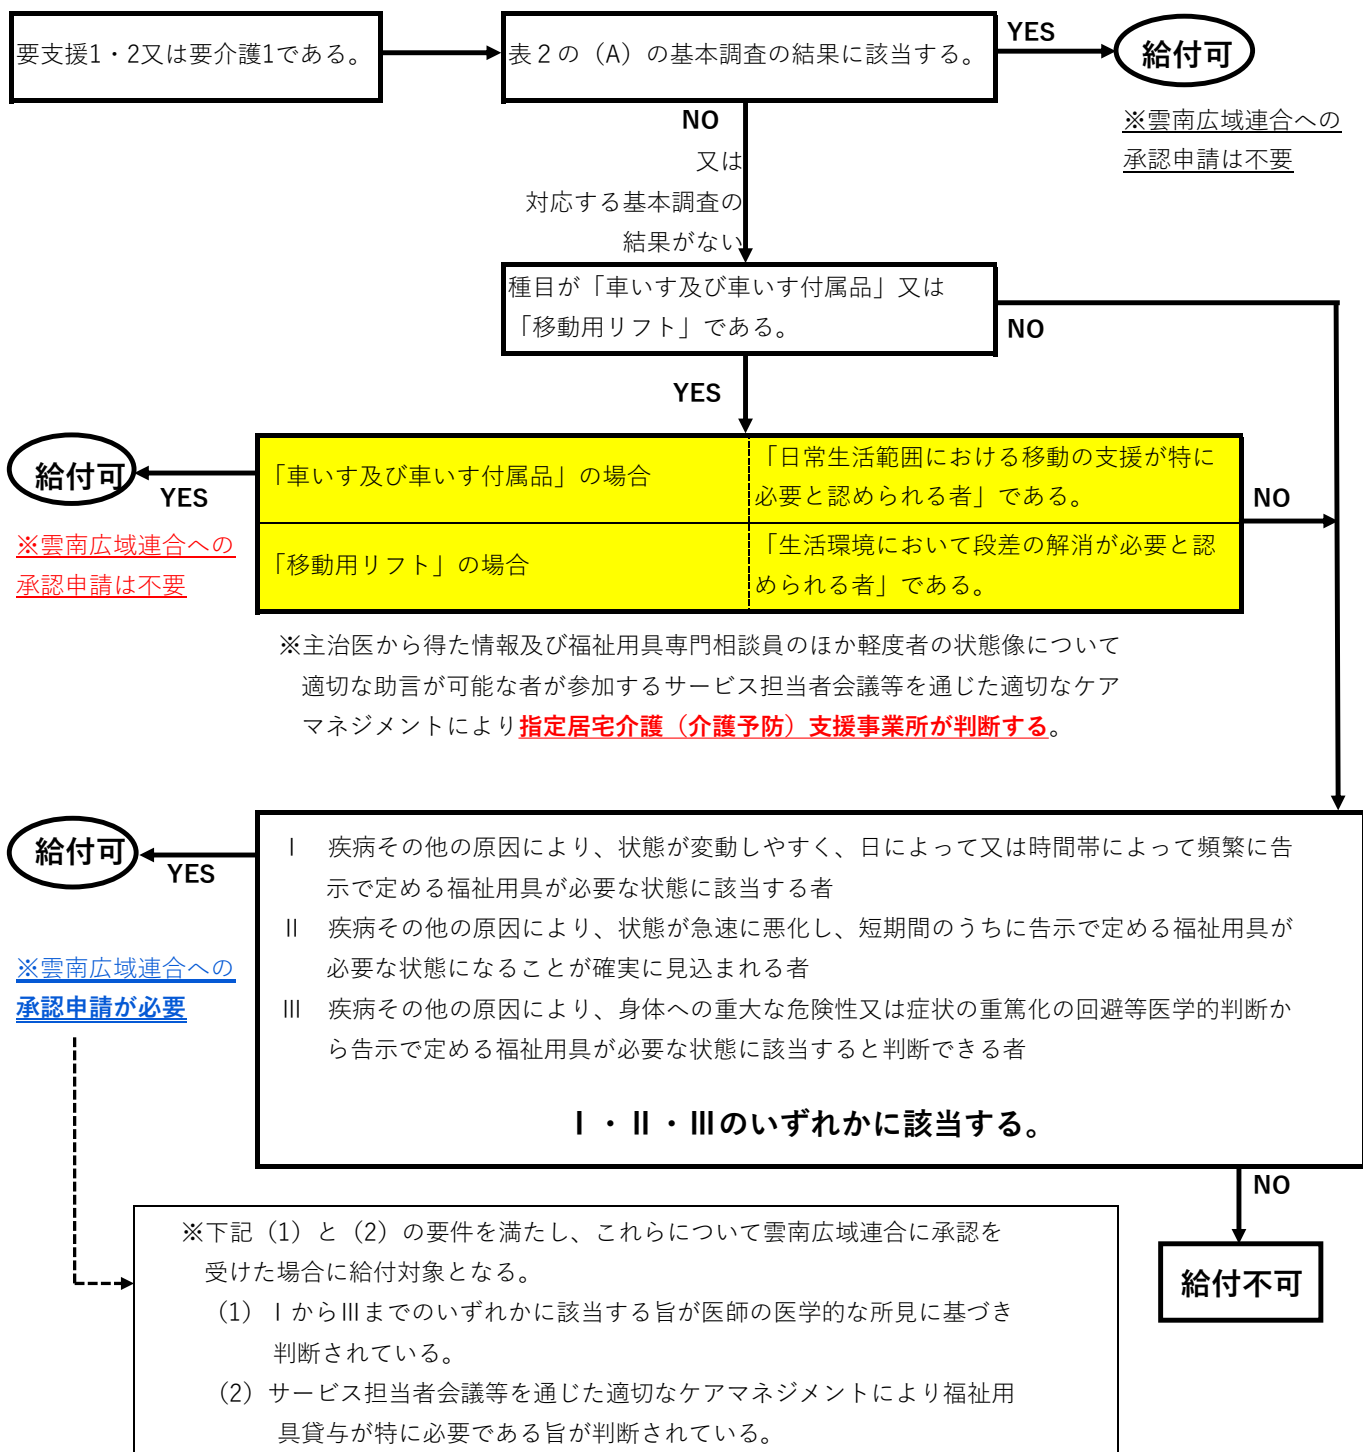 要支援1・2又は要介護1である。
表２の（A）の基本調査の結果に該当する。
YES
給付可
※雲南広域連合への
承認申請は不要
NO
又は
対応する基本調査の
結果がない
種目が「車いす及び車いす付属品」又は
「移動用リフト」である。
NO
YES
給付可
YES
※雲南広域連合への
承認申請は不要
「車いす及び車いす付属品」の場合
「日常生活範囲における移動の支援が特に
必要と認められる者」である。
「移動用リフト」の場合
「生活環境において段差の解消が必要と認
められる者」である。
NO
※主治医から得た情報及び福祉用具専門相談員のほか軽度者の状態像について
適切な助言が可能な者が参加するサービス担当者会議等を通じた適切なケア
マネジメントにより指定居宅介護（介護予防）支援事業所が判断する。
給付可
YES
※雲南広域連合への
承認申請が必要
Ⅰ　疾病その他の原因により、状態が変動しやすく、日によって又は時間帯によって頻繁に告
示で定める福祉用具が必要な状態に該当する者
Ⅱ　疾病その他の原因により、状態が急速に悪化し、短期間のうちに告示で定める福祉用具が
必要な状態になることが確実に見込まれる者
Ⅲ　疾病その他の原因により、身体への重大な危険性又は症状の重篤化の回避等医学的判断か
ら告示で定める福祉用具が必要な状態に該当すると判断できる者
Ⅰ・Ⅱ・Ⅲのいずれかに該当する。
NO
給付不可
※下記（1）と（2）の要件を満たし、これらについて雲南広域連合に承認を
受けた場合に給付対象となる。
（1）ⅠからⅢまでのいずれかに該当する旨が医師の医学的な所見に基づき
判断されている。
（2）サービス担当者会議等を通じた適切なケアマネジメントにより福祉用
具貸与が特に必要である旨が判断されている。